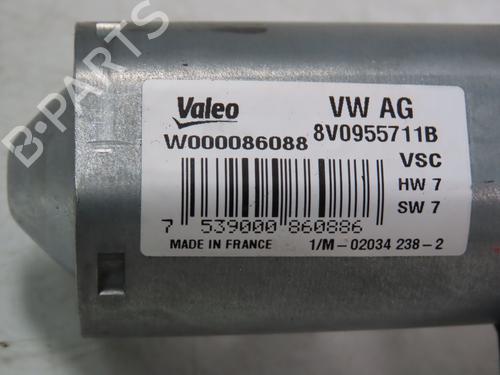 B-PARTS
Valeo
VW AG
W000086088
8V0955711B
VSC
HW 7
SW 7
7 539000 860886
MADE IN FRANCE
1/M-02034 238-2